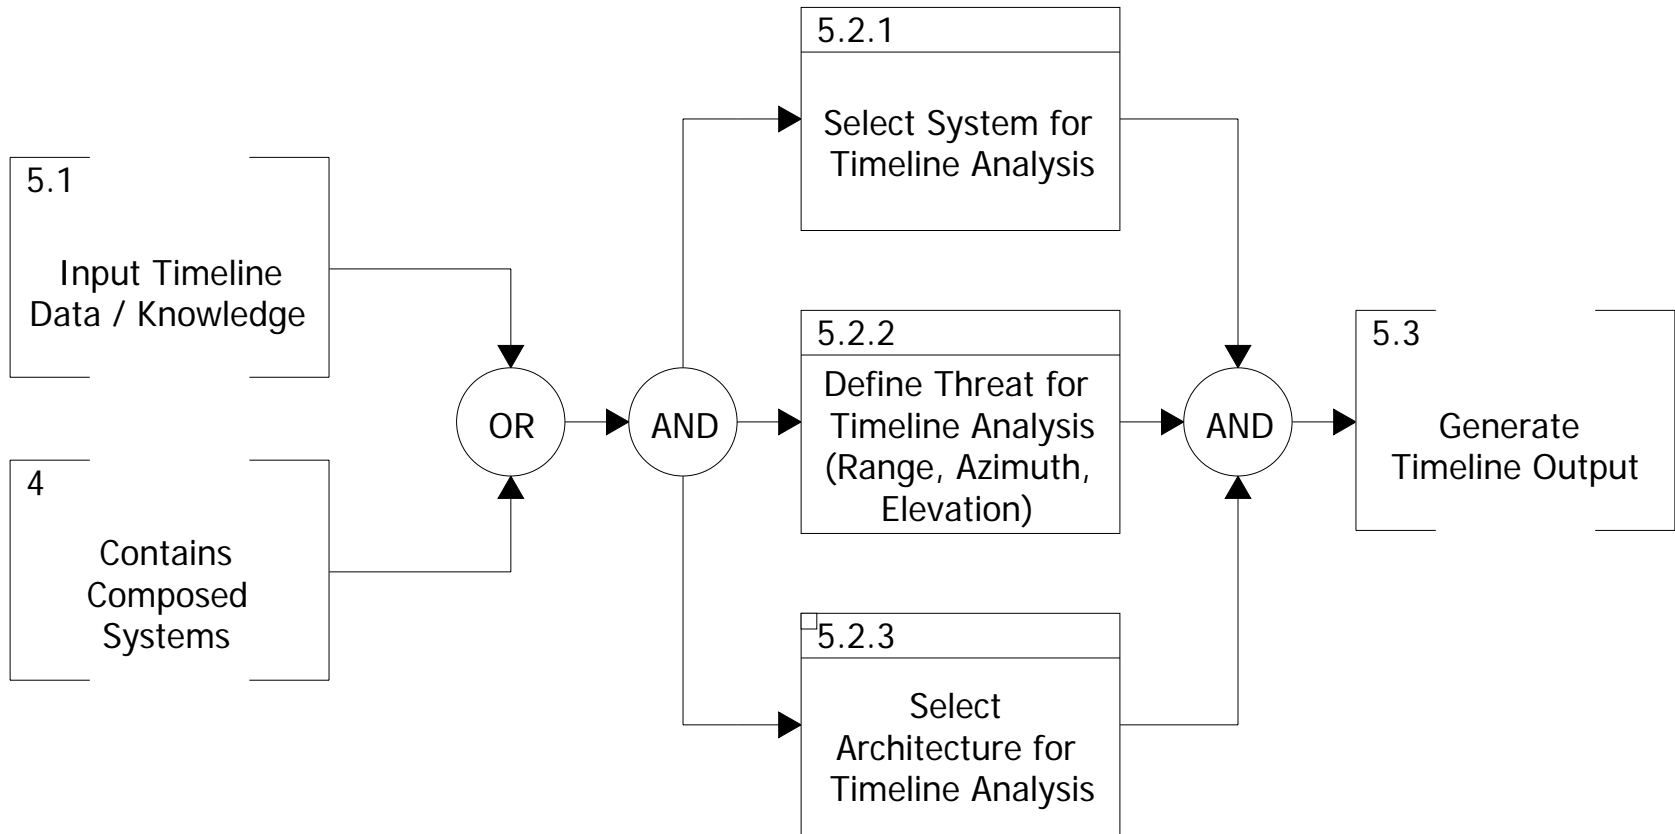 5.1
Input Timeline
Data / Knowledge
4
Contains
Composed
Systems
OR
AND
5.2.1
Select System for
Timeline Analysis
5.2.2
Define Threat for
Timeline Analysis
(Range, Azimuth,
Elevation)
5.2.3
Select
Architecture for
Timeline Analysis
AND
5.3
Generate
Timeline Output